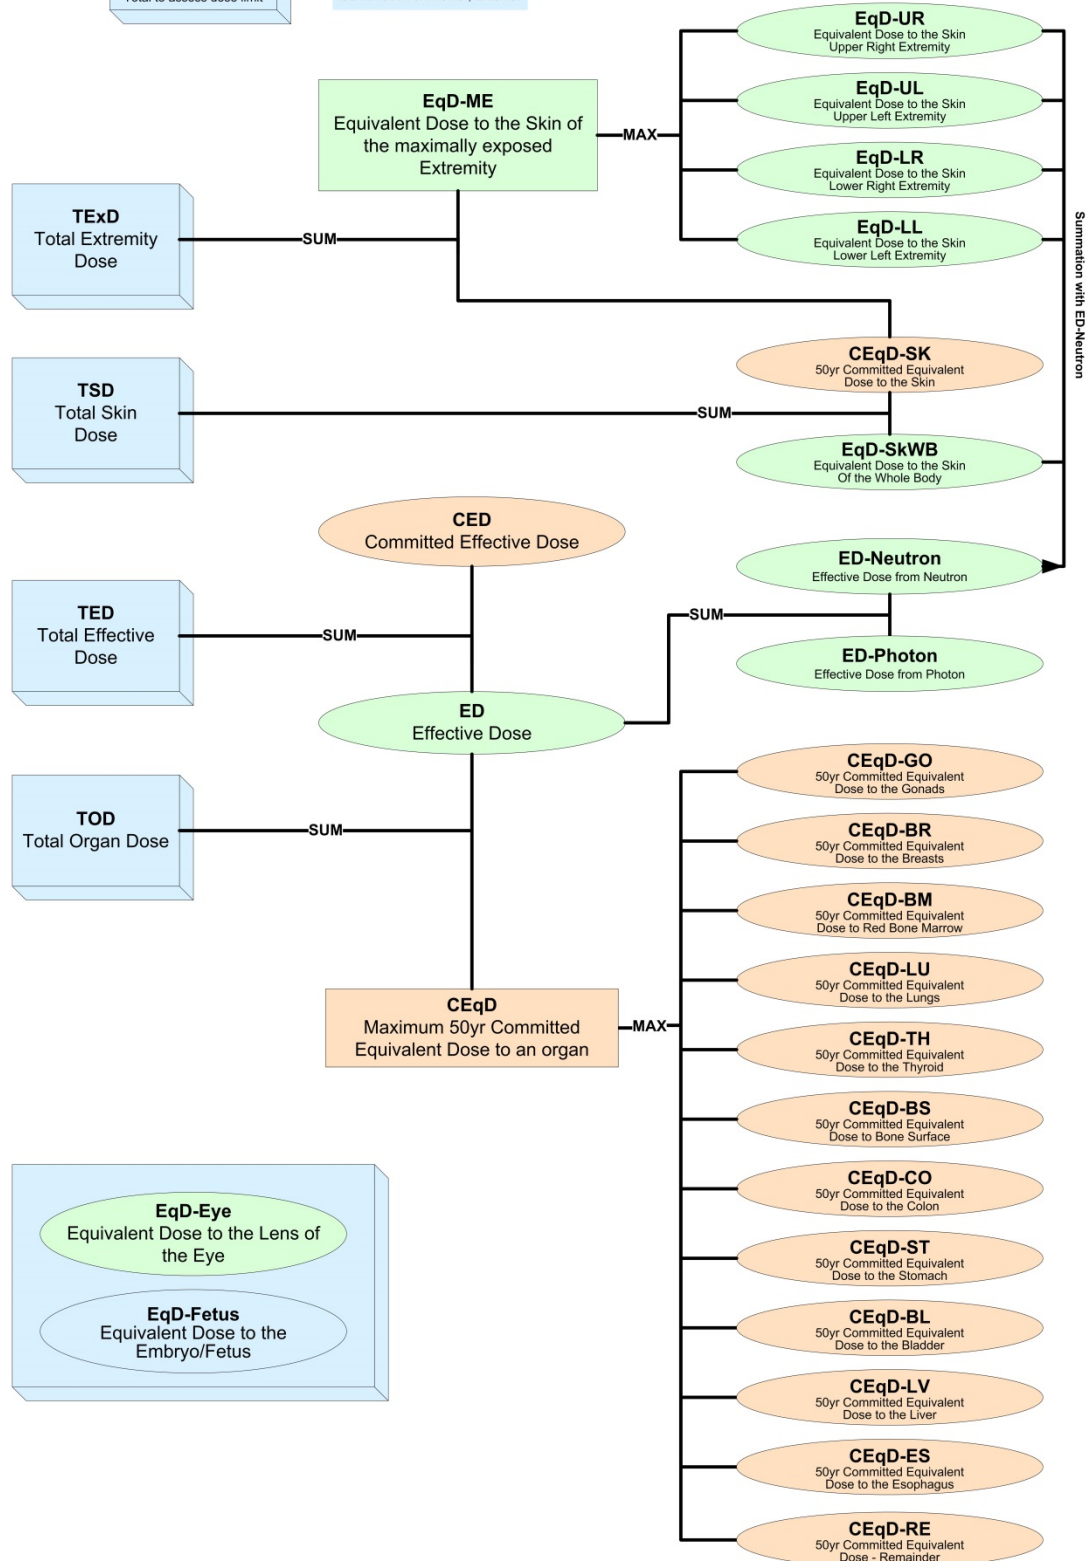 Total to assess dose limit
EqD-UR
Equivalent Dose to the Skin
Upper Right Extremity
EqD-ME
Equivalent Dose to the Skin of
the maximally exposed
Extremity
MAX
EqD-UL
Equivalent Dose to the Skin
Upper Left Extremity
EqD-LR
Equivalent Dose to the Skin
Lower Right Extremity
EqD-LL
Equivalent Dose to the Skin
Lower Left Extremity
Summation with ED-Neutron
TExD
Total Extremity
Dose
SUM
CEqD-SK
50yr Committed Equivalent
Dose to the Skin
TSD
Total Skin
Dose
SUM
EqD-SkWB
Equivalent Dose to the Skin
Of the Whole Body
CED
Committed Effective Dose
ED-Neutron
Effective Dose from Neutron
TED
Total Effective
Dose
SUM
SUM
ED-Photon
Effective Dose from Photon
ED
Effective Dose
TOD
Total Organ Dose
SUM
CEqD-GO
50yr Committed Equivalent
Dose to the Gonads
CEqD-BR
50yr Committed Equivalent
Dose to the Breasts
CEqD-BM
50yr Committed Equivalent
Dose to Red Bone Marrow
CEqD-LU
50yr Committed Equivalent
Dose to the Lungs
CEqD
Maximum 50yr Committed
Equivalent Dose to an organ
MAX
CEqD-TH
50yr Committed Equivalent
Dose to the Thyroid
CEqD-BS
50yr Committed Equivalent
Dose to Bone Surface
CEqD-CO
50yr Committed Equivalent
Dose to the Colon
CEqD-ST
50yr Committed Equivalent
Dose to the Stomach
CEqD-BL
50yr Committed Equivalent
Dose to the Bladder
CEqD-LV
50yr Committed Equivalent
Dose to the Liver
CEqD-ES
50yr Committed Equivalent
Dose to the Esophagus
CEqD-RE
50yr Committed Equivalent
Dose - Remainder
EqD-Eye
Equivalent Dose to the Lens of
the Eye
EqD-Fetus
Equivalent Dose to the
Embryo/Fetus